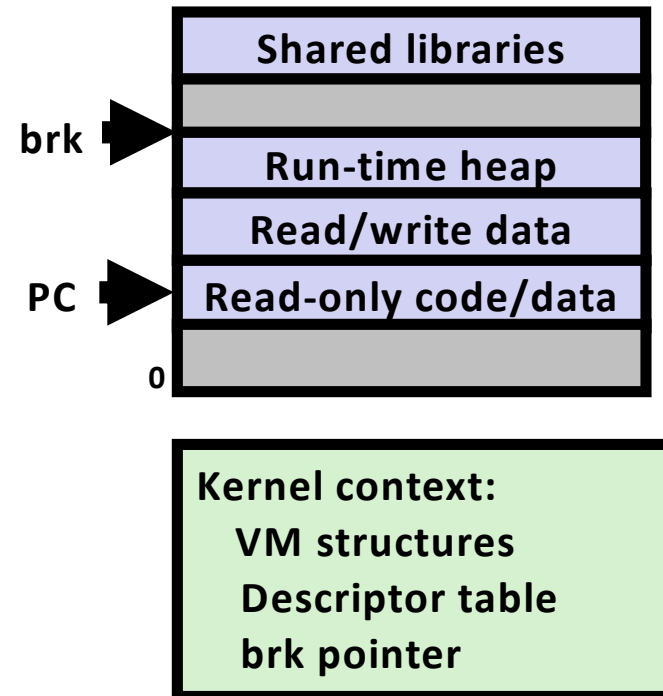 Shared libraries
brk
Run-time heap
Read/write data
PC
Read-only code/data
0
Kernel context:
VM structures
Descriptor table
brk pointer